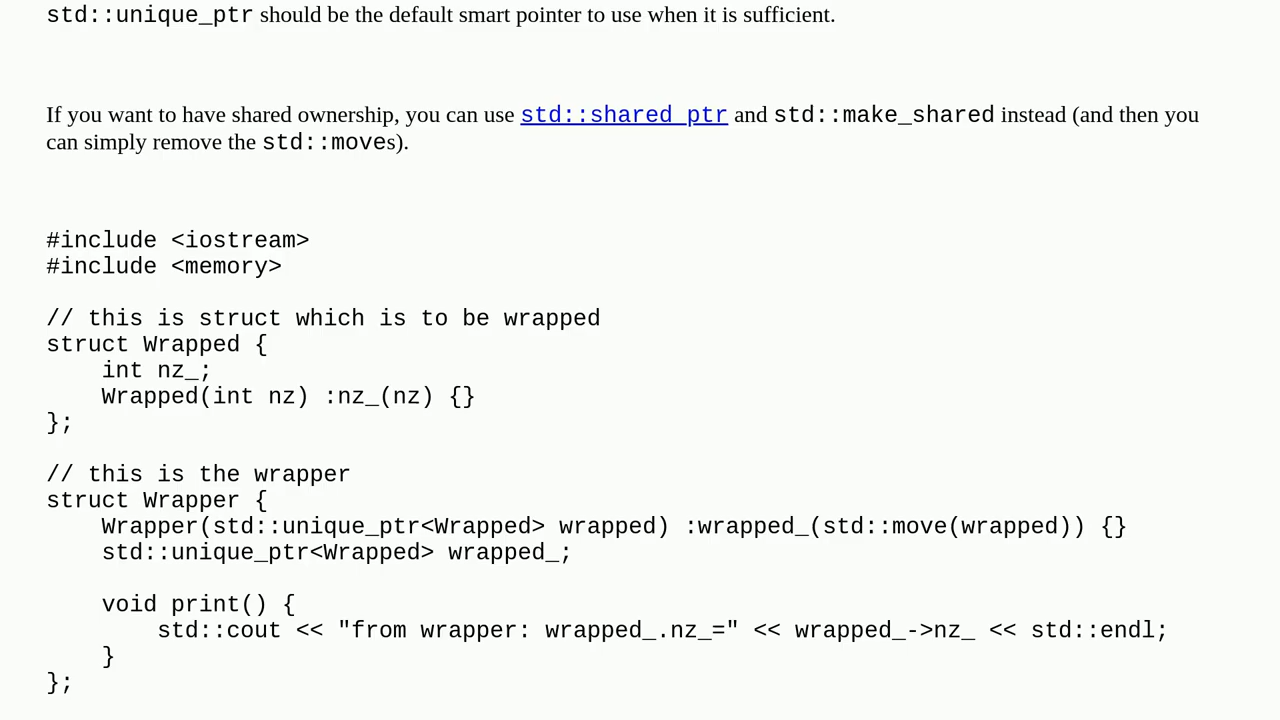 std::unique_ptr should be the default smart pointer to use when it is sufficient.
If you want to have shared ownership, you can use std::shared_ptr and std::make_shared instead (and then you
can simply remove the std::moves).
#include <iostream>
#include <memory>
// this is struct which is to be wrapped
struct Wrapped {
    int nz_;
    Wrapped(int nz) :nz_(nz) {}
};
// this is the wrapper
struct Wrapper {
    Wrapper(std::unique_ptr<Wrapped> wrapped) :wrapped_(std::move(wrapped)) {}
    std::unique_ptr<Wrapped> wrapped_;
    void print() {
        std::cout << "from wrapper: wrapped_.nz_=" << wrapped_->nz_ << std::endl;
    }
};